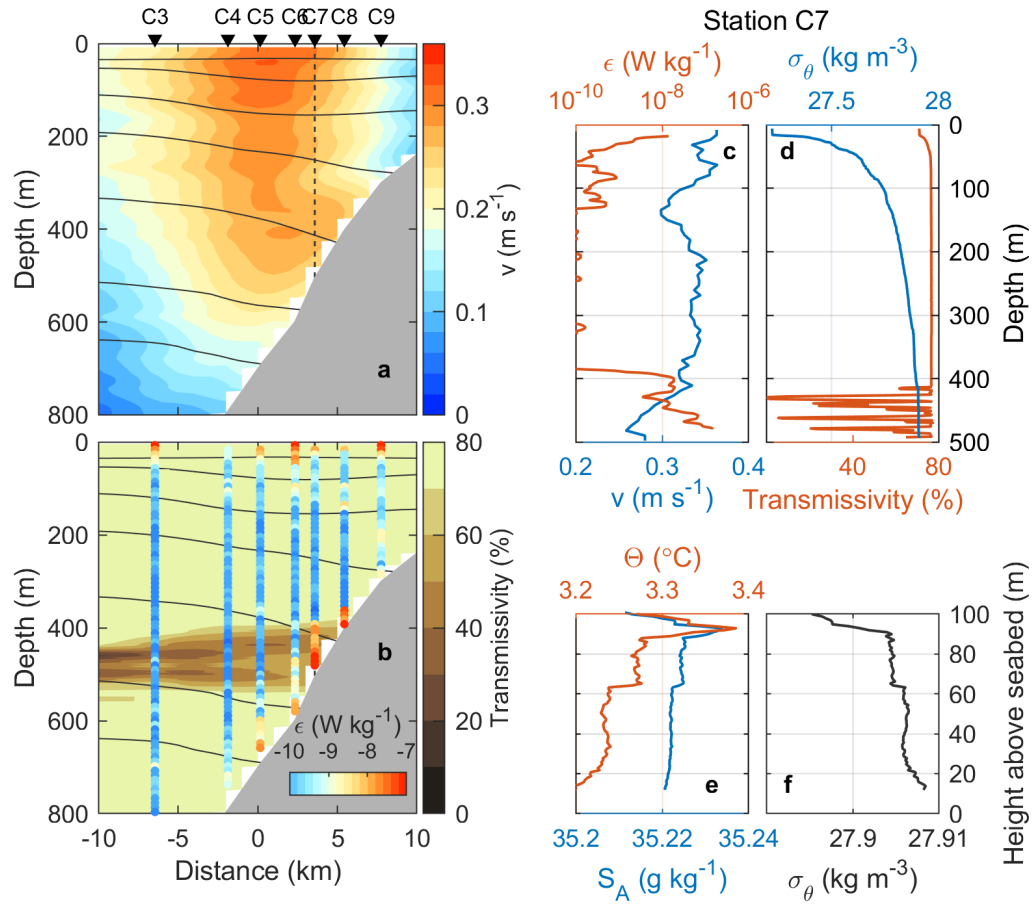 C3 C4 C5 C6 C7 C8 C9
Station C7
ϵ (W kg⁻¹)
σθ (kg m⁻³)
10⁻¹⁰ 10⁻⁸ 10⁻⁶
27.5 28
0
200
400
600
800
Depth (m)
a
0.3
0.2
0.1
0
v (m s⁻¹)
c
d
0
100
200
300
400
500
Depth (m)
0.2 0.3 0.4
v (m s⁻¹)
40 80
Transmissivity (%)
0
200
400
600
800
Depth (m)
b
ϵ (W kg⁻¹)
-10 -9 -8 -7
-10 -5 0 5 10
Distance (km)
80
60
40
20
0
Transmissivity (%)
Θ (°C)
3.2 3.3 3.4
e
f
100
80
60
40
20
0
Height above seabed (m)
35.2 35.22 35.24
S_A (g kg⁻¹)
27.9 27.91
σθ (kg m⁻³)